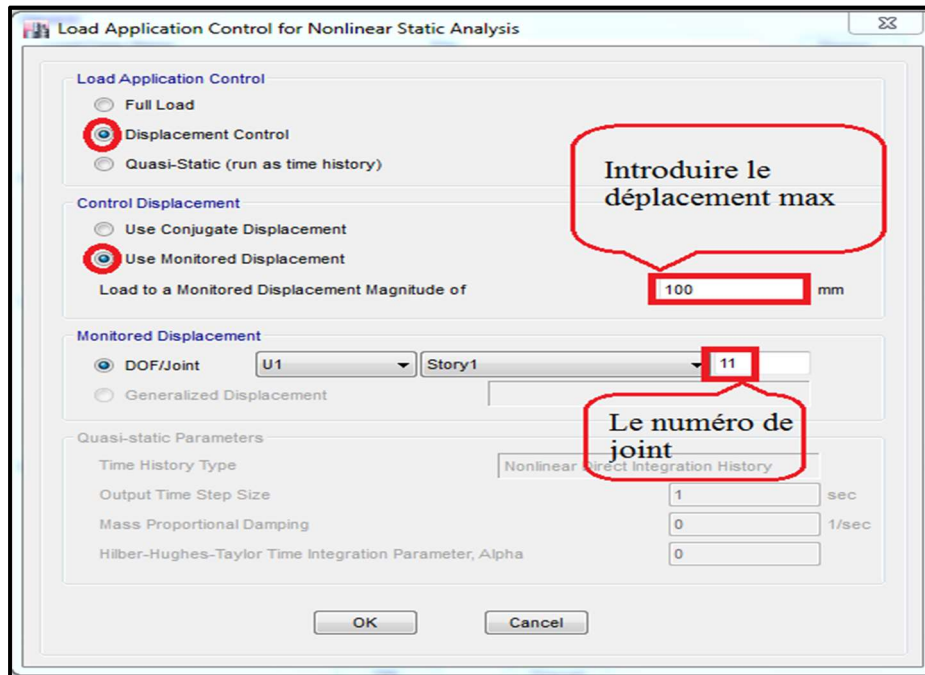 Load Application Control for Nonlinear Static Analysis
Load Application Control
Full Load
Displacement Control
Quasi-Static (run as time history)
Introduire le
déplacement max
Control Displacement
Use Conjugate Displacement
Use Monitored Displacement
Load to a Monitored Displacement Magnitude of 100 mm
Monitored Displacement
DOF/Joint U1 Story1 11
Generalized Displacement
Le numéro de
joint
Quasi-static Parameters
Time History Type Nonlinear Direct Integration History
Output Time Step Size 1 sec
Mass Proportional Damping 0 1/sec
Hilber-Hughes-Taylor Time Integration Parameter, Alpha 0
OK Cancel